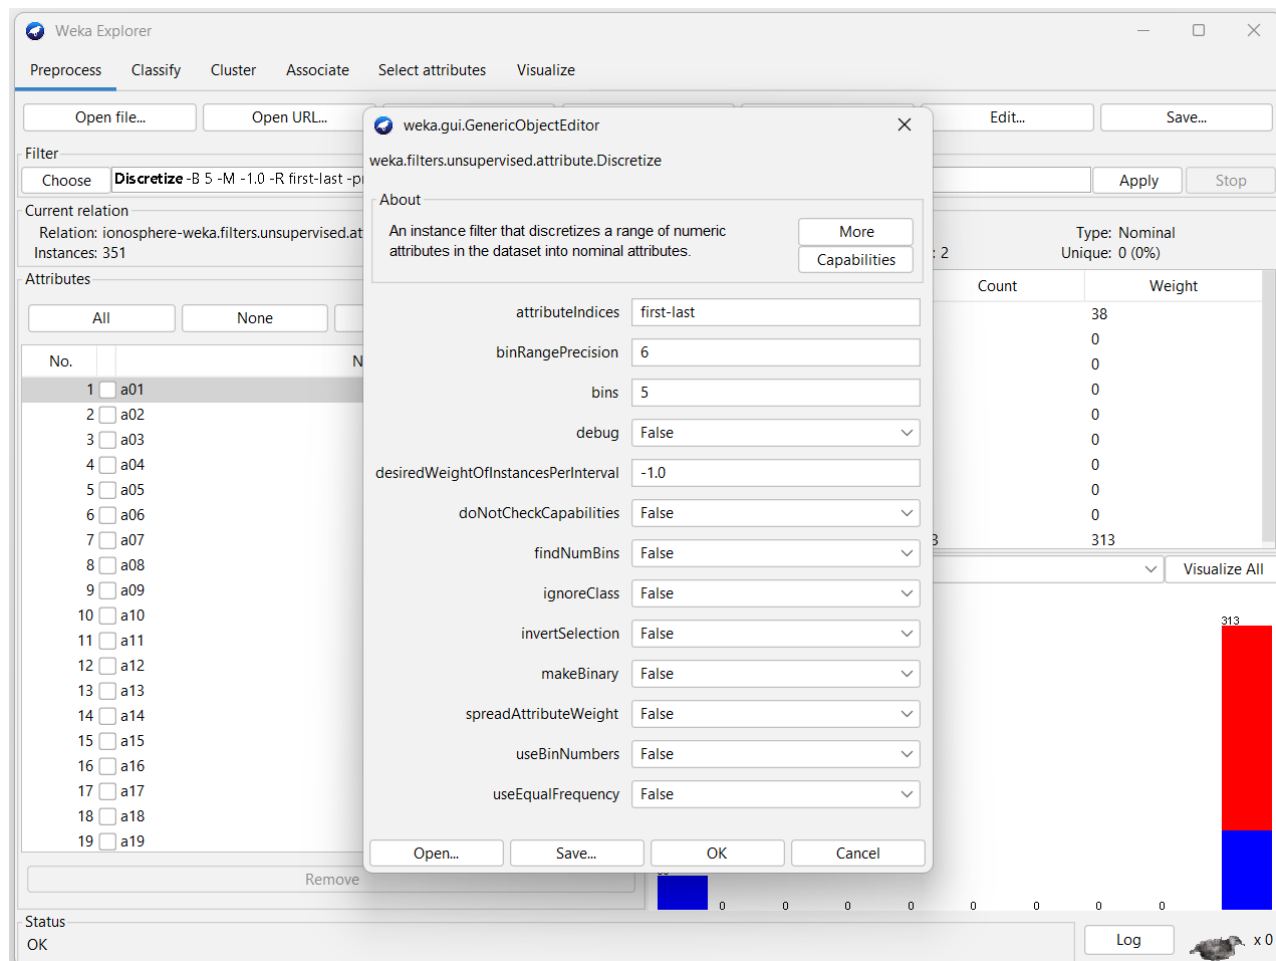 Weka Explorer
Preprocess Classify Cluster Associate Select attributes Visualize
Open file... Open URL... Edit... Save...
Filter
Choose Discretize -B 5 -M -1.0 -R first-last Apply Stop
Current relation
Relation: ionosphere-weka.filters.unsupervised.at Type: Nominal
Instances: 351 : 2 Unique: 0 (0%)
Attributes
All None
No.
1 a01
2 a02
3 a03
4 a04
5 a05
6 a06
7 a07
8 a08
9 a09
10 a10
11 a11
12 a12
13 a13
14 a14
15 a15
16 a16
17 a17
18 a18
19 a19
Remove
weka.gui.GenericObjectEditor
weka.filters.unsupervised.attribute.Discretize
About
An instance filter that discretizes a range of numeric
attributes in the dataset into nominal attributes.
More
Capabilities
attributeIndices first-last
binRangePrecision 6
bins 5
debug False
desiredWeightOfInstancesPerInterval -1.0
doNotCheckCapabilities False
findNumBins False
ignoreClass False
invertSelection False
makeBinary False
spreadAttributeWeight False
useBinNumbers False
useEqualFrequency False
Open... Save... OK Cancel
Count Weight
38
0
0
0
0
0
0
0
0
3 313
Visualize All
313
0 0 0 0 0 0 0 0
Status
OK
Log x 0